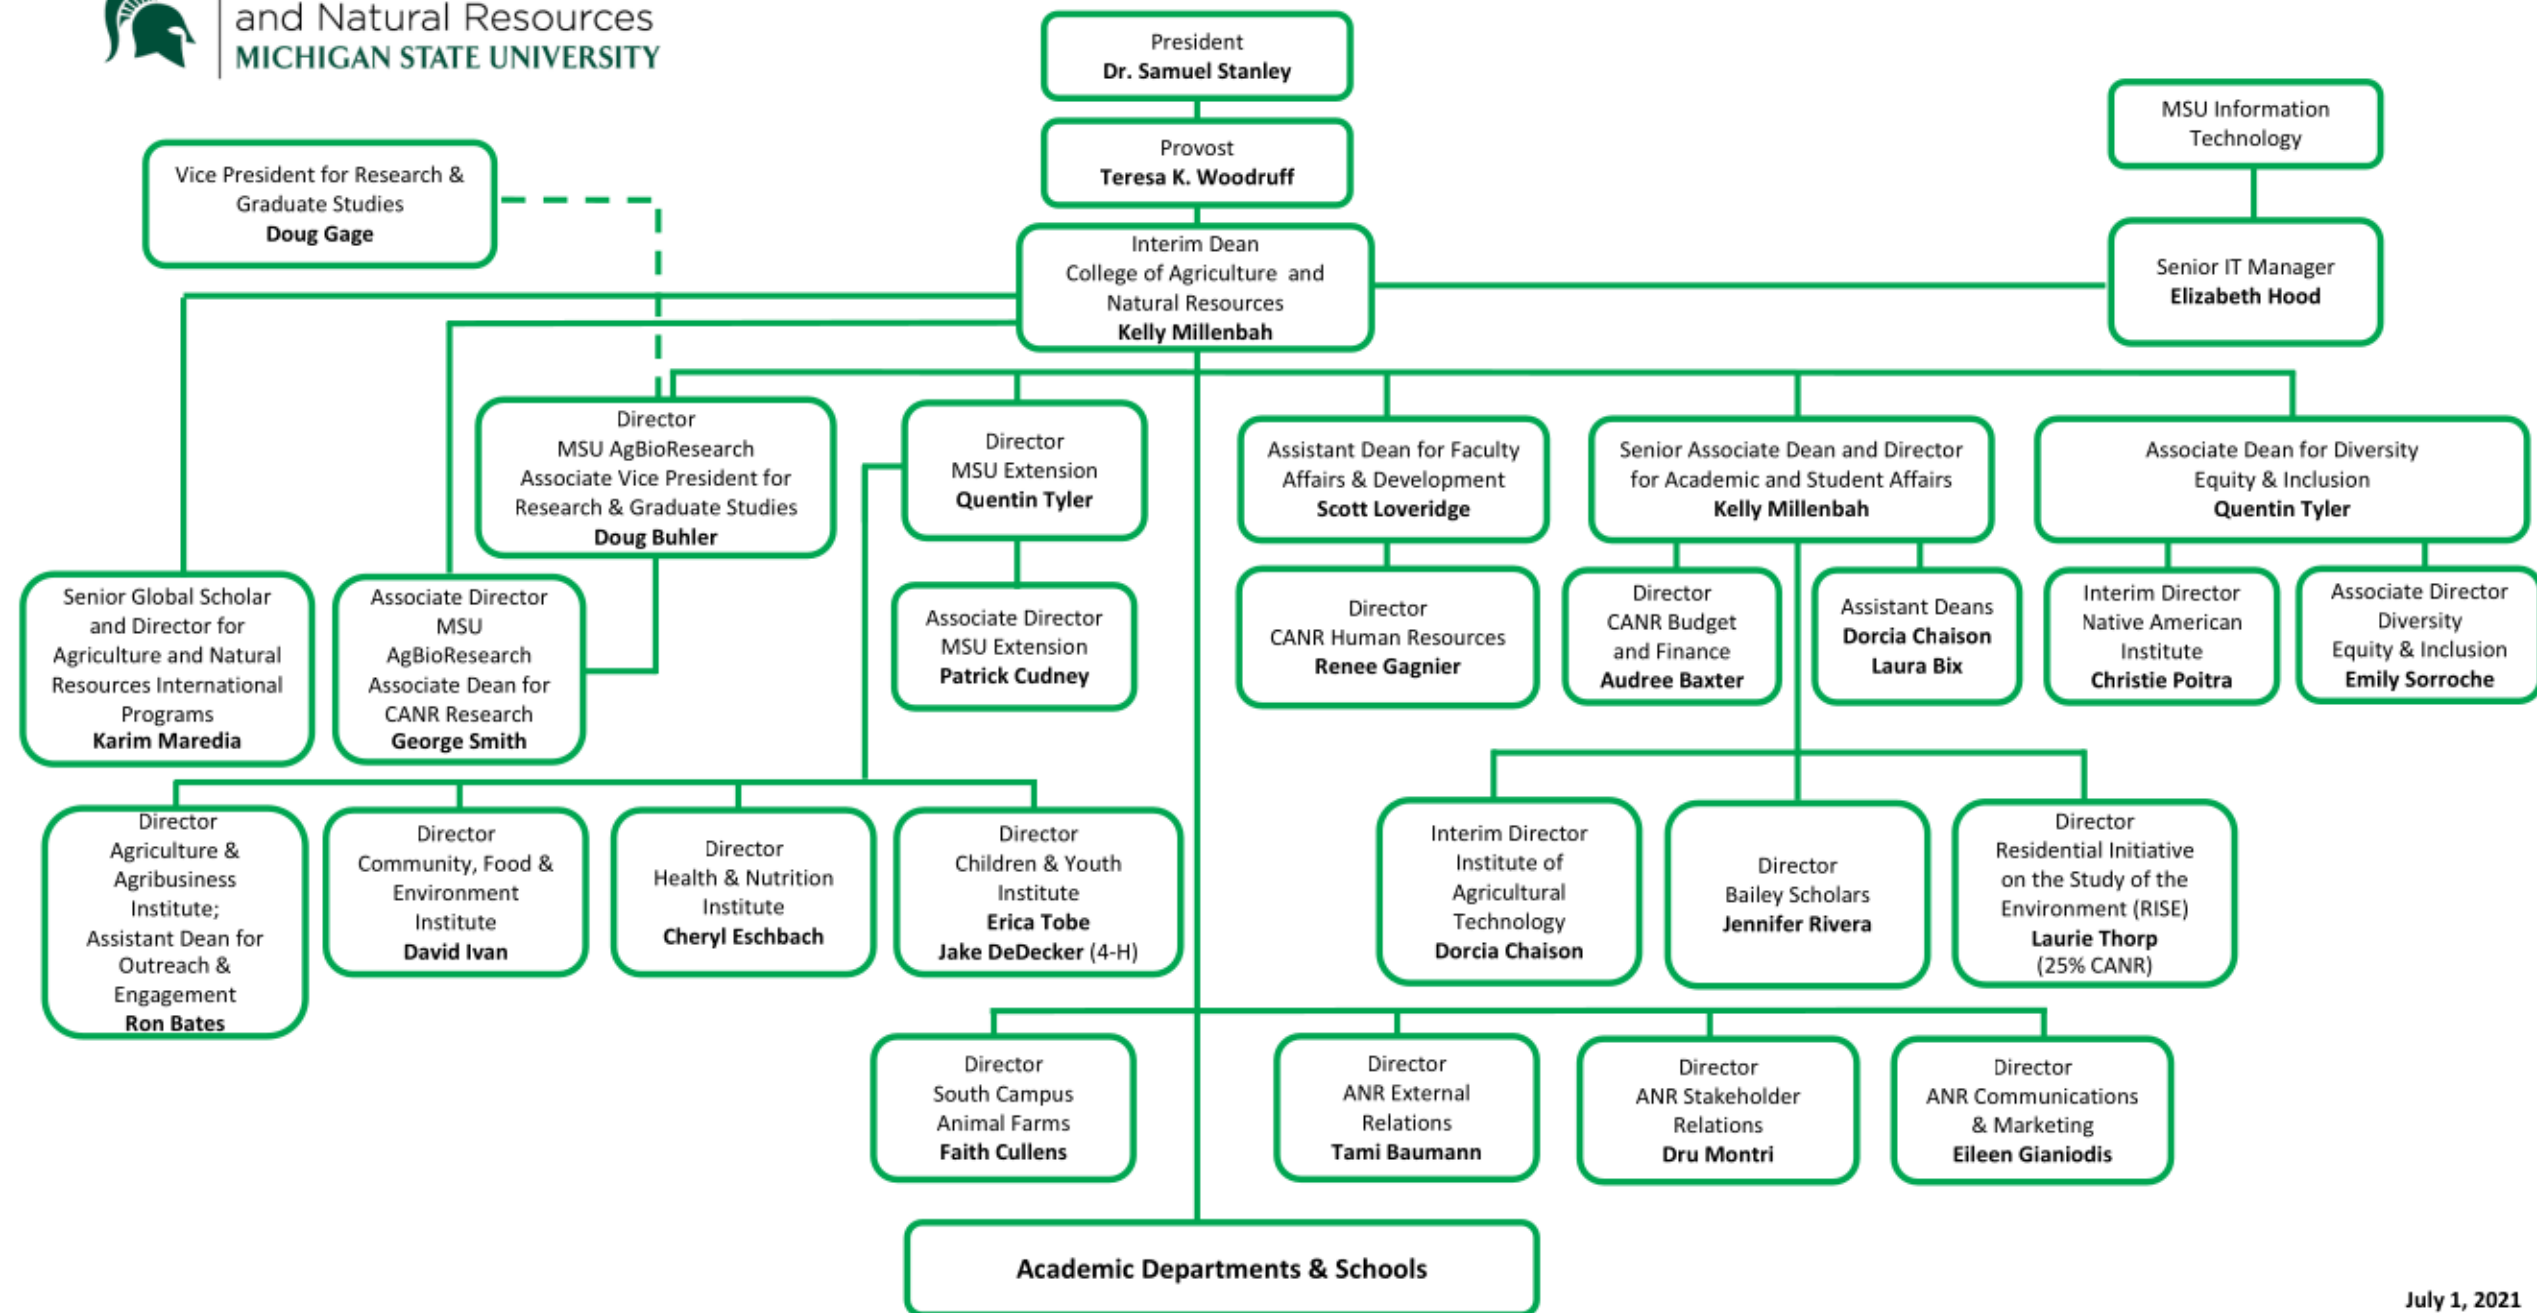 and Natural Resources
MICHIGAN STATE UNIVERSITY
President
Dr. Samuel Stanley
Provost
Teresa K. Woodruff
MSU Information
Technology
Vice President for Research &
Graduate Studies
Doug Gage
Interim Dean
College of Agriculture and
Natural Resources
Kelly Millenbah
Senior IT Manager
Elizabeth Hood
Director
MSU AgBioResearch
Associate Vice President for
Research & Graduate Studies
Doug Buhler
Director
MSU Extension
Quentin Tyler
Assistant Dean for Faculty
Affairs & Development
Scott Loveridge
Senior Associate Dean and Director
for Academic and Student Affairs
Kelly Millenbah
Associate Dean for Diversity
Equity & Inclusion
Quentin Tyler
Senior Global Scholar
and Director for
Agriculture and Natural
Resources International
Programs
Karim Maredia
Associate Director
MSU
AgBioResearch
Associate Dean for
CANR Research
George Smith
Associate Director
MSU Extension
Patrick Cudney
Director
CANR Human Resources
Renee Gagnier
Director
CANR Budget
and Finance
Audree Baxter
Assistant Deans
Dorcia Chaison
Laura Bix
Interim Director
Native American
Institute
Christie Poitra
Associate Director
Diversity
Equity & Inclusion
Emily Sorroche
Director
Agriculture &
Agribusiness
Institute;
Assistant Dean for
Outreach &
Engagement
Ron Bates
Director
Community, Food &
Environment
Institute
David Ivan
Director
Health & Nutrition
Institute
Cheryl Eschbach
Director
Children & Youth
Institute
Erica Tobe
Jake DeDecker (4-H)
Interim Director
Institute of
Agricultural
Technology
Dorcia Chaison
Director
Bailey Scholars
Jennifer Rivera
Director
Residential Initiative
on the Study of the
Environment (RISE)
Laurie Thorp
(25% CANR)
Director
South Campus
Animal Farms
Faith Cullens
Director
ANR External
Relations
Tami Baumann
Director
ANR Stakeholder
Relations
Dru Montri
Director
ANR Communications
& Marketing
Eileen Gianiodis
Academic Departments & Schools
July 1, 2021